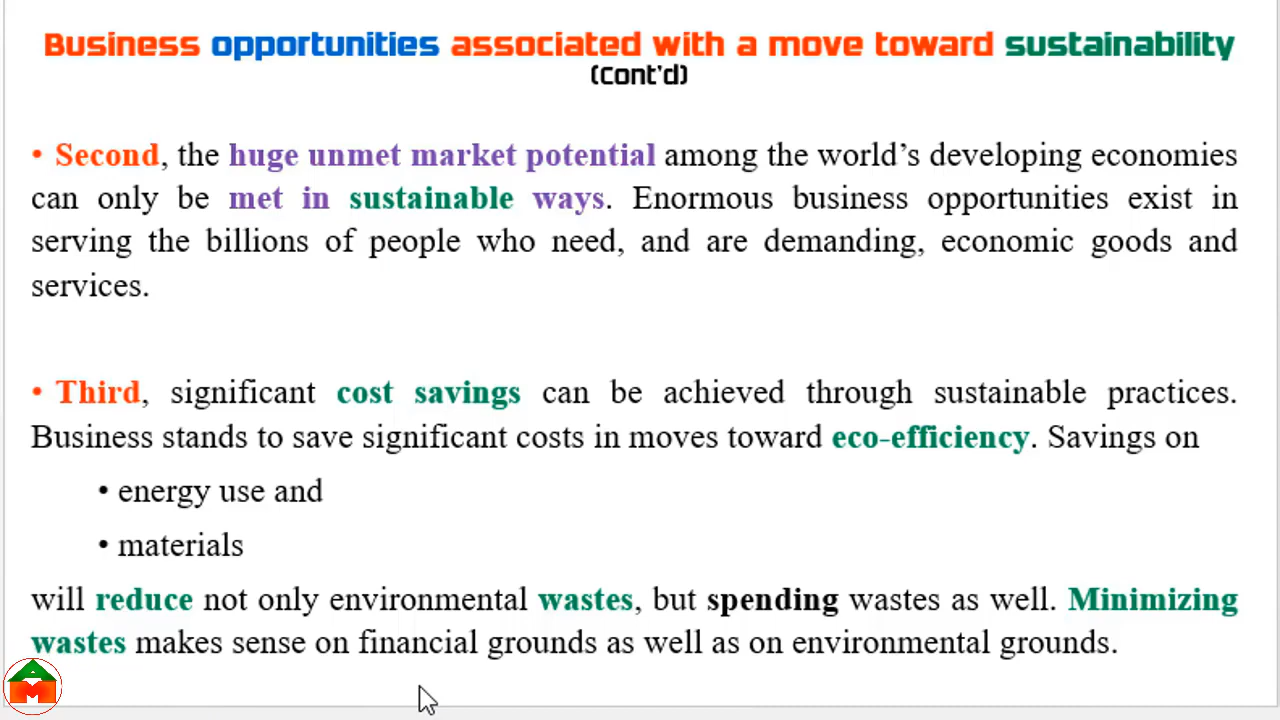 Business opportunities associated with a move toward sustainability
(cont'd)
• Second, the huge unmet market potential among the world's developing economies
can only be met in sustainable ways. Enormous business opportunities exist in
serving the billions of people who need, and are demanding, economic goods and
services.
• Third, significant cost savings can be achieved through sustainable practices.
Business stands to save significant costs in moves toward eco-efficiency. Savings on
• energy use and
• materials
will reduce not only environmental wastes, but spending wastes as well. Minimizing
wastes makes sense on financial grounds as well as on environmental grounds.